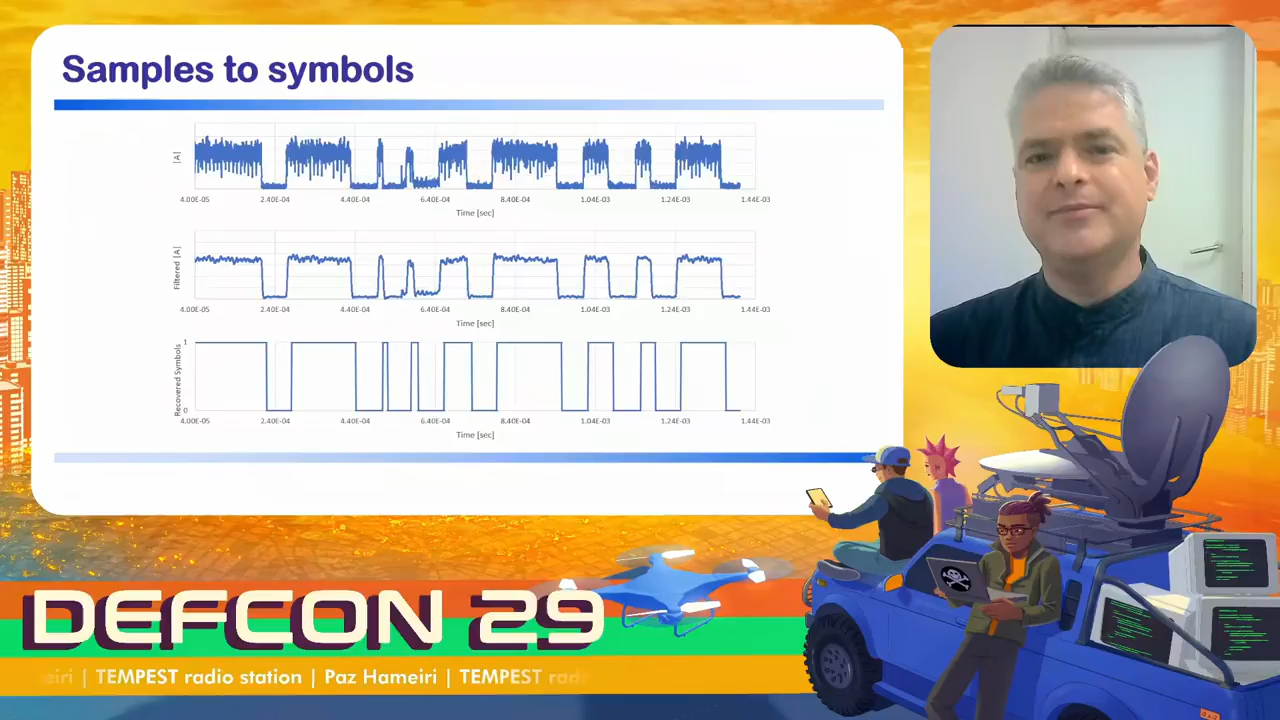 Samples to symbols
|A|
4.00E-05 2.40E-04 4.40E-04 6.40E-04 8.40E-04 1.04E-03 1.24E-03 1.44E-03
Time [sec]
Filtered |A|
4.00E-05 2.40E-04 4.40E-04 6.40E-04 8.40E-04 1.04E-03 1.24E-03 1.44E-03
Time [sec]
Recovered Symbols
1
0
4.00E-05 2.40E-04 4.40E-04 6.40E-04 8.40E-04 1.04E-03 1.24E-03 1.44E-03
Time [sec]
DEFCON 29
eiri | TEMPEST radio station | Paz Hameiri | TEMPEST rad